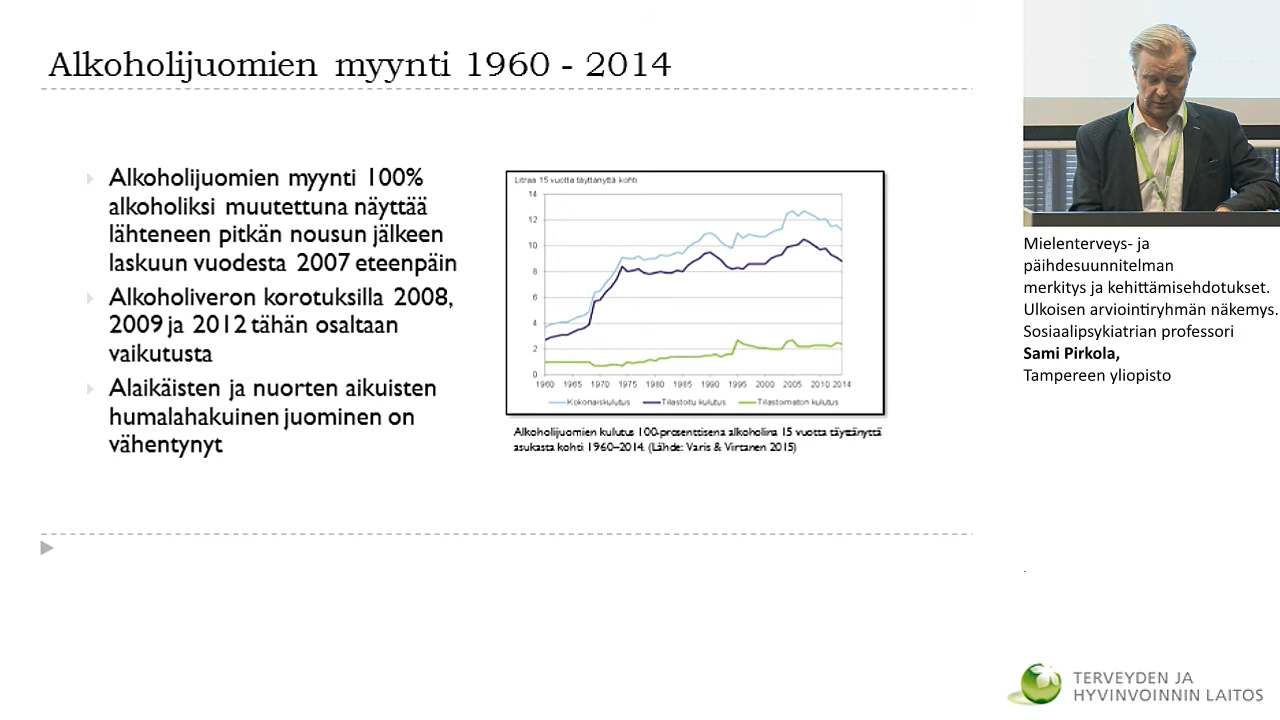 Alkoholijuomien myynti 1960 - 2014
Alkoholijuomien myynti 100%
alkoholiksi muutettuna näyttää
lähteneen pitkän nousun jälkeen
laskuun vuodesta 2007 eteenpäin
Alkoholiveron korotuksilla 2008,
2009 ja 2012 tähän osaltaan
vaikutusta
Alaikäisten ja nuorten aikuisten
humalahakuinen juominen on
vähentynyt
Litraa 15 vuotta täyttänyttä kohti
14
12
10
8
6
4
2
0
1960 1965 1970 1975 1980 1985 1990 1995 2000 2005 2010 2014
Kokonaiskulutus Tilastoitu kulutus Tilastomaton kulutus
Alkoholijuomien kulutus 100-prosenttisena alkoholina 15 vuotta täyttänyttä
asukasta kohti 1960–2014. (Lähde: Varis & Virtanen 2015)
Mielenterveys- ja
päihdesuunnitelman
merkitys ja kehittämisehdotukset.
Ulkoisen arviointiryhmän näkemys.
Sosiaalipsykiatrian professori
Sami Pirkola,
Tampereen yliopisto
.
TERVEYDEN JA
HYVINVOINNIN LAITOS